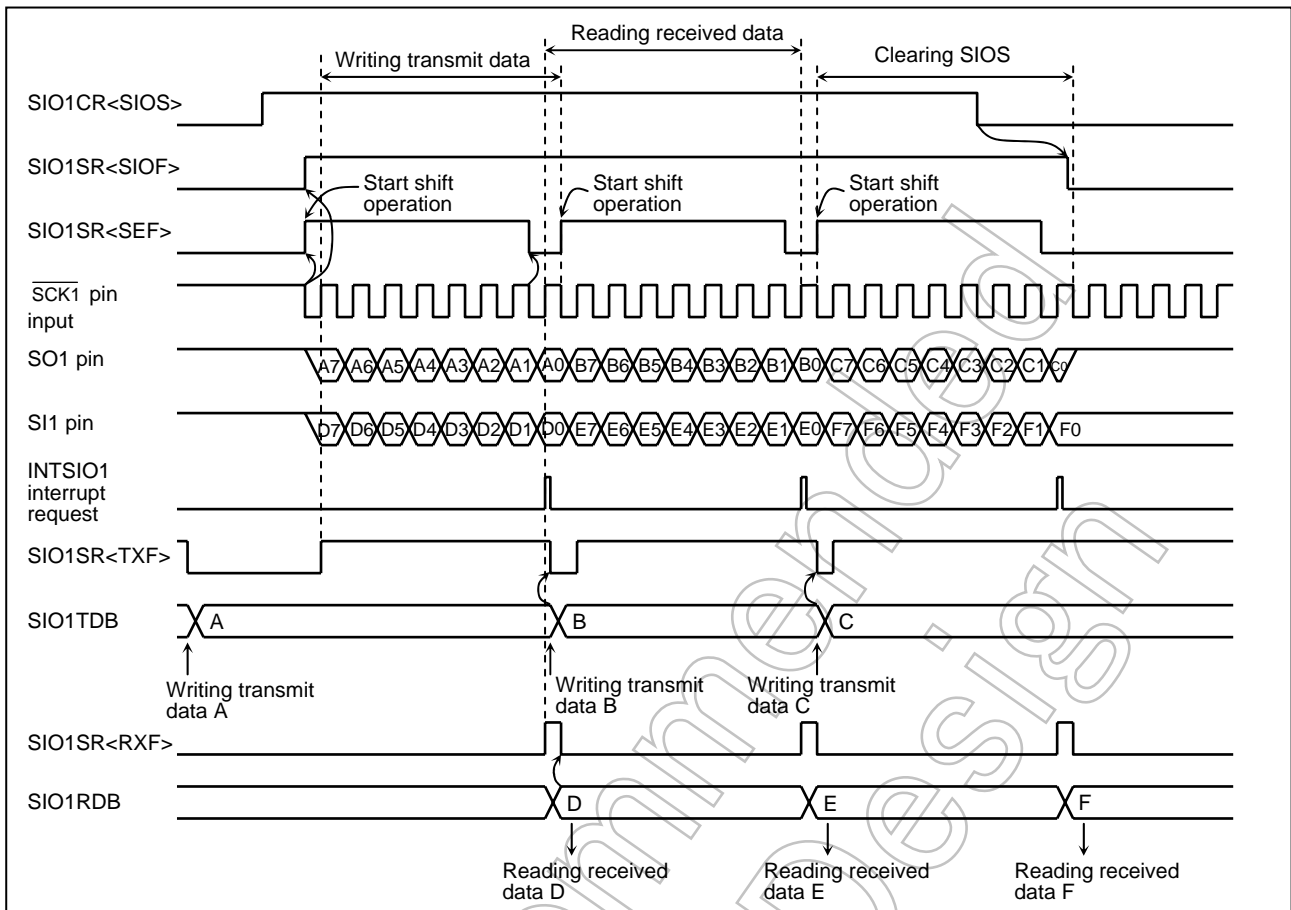 Reading received data
Writing transmit data
Clearing SIOS
SIO1CR<SIOS>
SIO1SR<SIOF>
Start shift
operation
Start shift
operation
Start shift
operation
SIO1SR<SEF>
SCK1 pin
input
SO1 pin
A7 A6 A5 A4 A3 A2 A1 A0 B7 B6 B5 B4 B3 B2 B1 B0 C7 C6 C5 C4 C3 C2 C1 C0
SI1 pin
D7 D6 D5 D4 D3 D2 D1 D0 E7 E6 E5 E4 E3 E2 E1 E0 F7 F6 F5 F4 F3 F2 F1 F0
INTSIO1
interrupt
request
SIO1SR<TXF>
SIO1TDB
A
B
C
Writing transmit
data A
Writing transmit
data B
Writing transmit
data C
SIO1SR<RXF>
SIO1RDB
D
E
F
Reading received
data D
Reading received
data E
Reading received
data F
ommended
Design